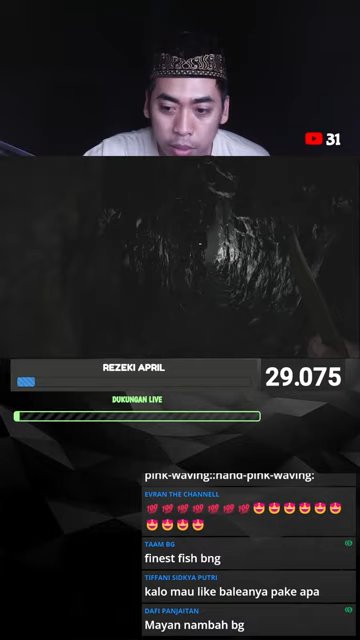 31
REZEKI APRIL
29.075
DUKUNGAN LIVE
pink-waving::hand-pink-waving:
EVRAN THE CHANNELL
💯💯💯💯💯💯💯🤩🤩🤩🤩🤩🤩
🤩🤩🤩🤩
TAAM BG
finest fish bng
TIFFANI SIDKYA PUTRI
kalo mau like baleanya pake apa
DAFI PANJAITAN
Mayan nambah bg